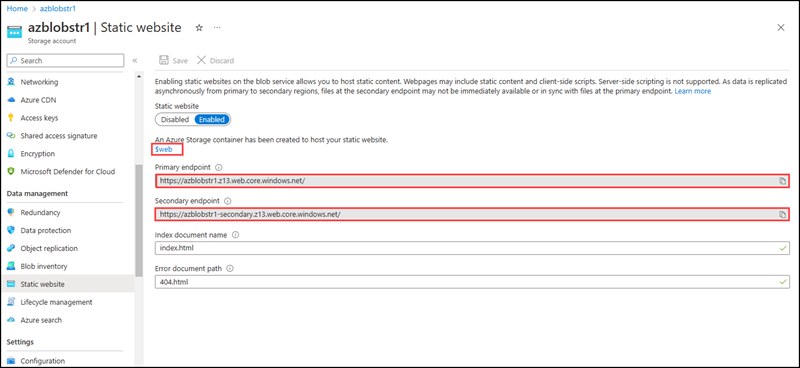 Home > azblobstr1
azblobstr1 | Static website
Storage account
Search
Networking
Azure CDN
Access keys
Shared access signature
Encryption
Microsoft Defender for Cloud
Data management
Redundancy
Data protection
Object replication
Blob inventory
Static website
Lifecycle management
Azure search
Settings
Configuration
Save
Discard
Enabling static websites on the blob service allows you to host static content. Webpages may include static content and client-side scripts. Server-side scripting is not supported. As data is replicated
asynchronously from primary to secondary regions, files at the secondary endpoint may not be immediately available or in sync with files at the primary endpoint. Learn more
Static website
Disabled Enabled
An Azure Storage container has been created to host your static website.
$web
Primary endpoint
https://azblobstr1.z13.web.core.windows.net/
Secondary endpoint
https://azblobstr1-secondary.z13.web.core.windows.net/
Index document name
index.html
Error document path
404.html